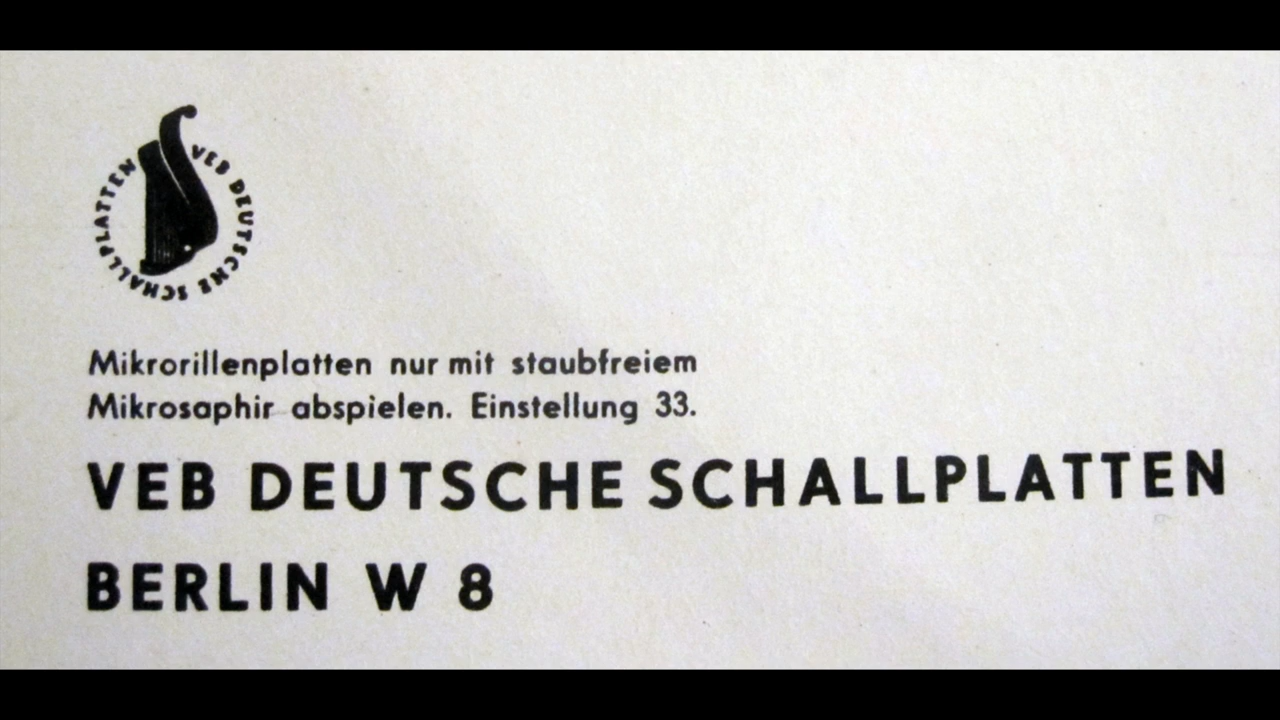 VEB DEUTSCHE SCHALLPLATTEN
Mikrorillenplatten nur mit staubfreiem
Mikrosaphir abspielen. Einstellung 33.
VEB DEUTSCHE SCHALLPLATTEN
BERLIN W 8